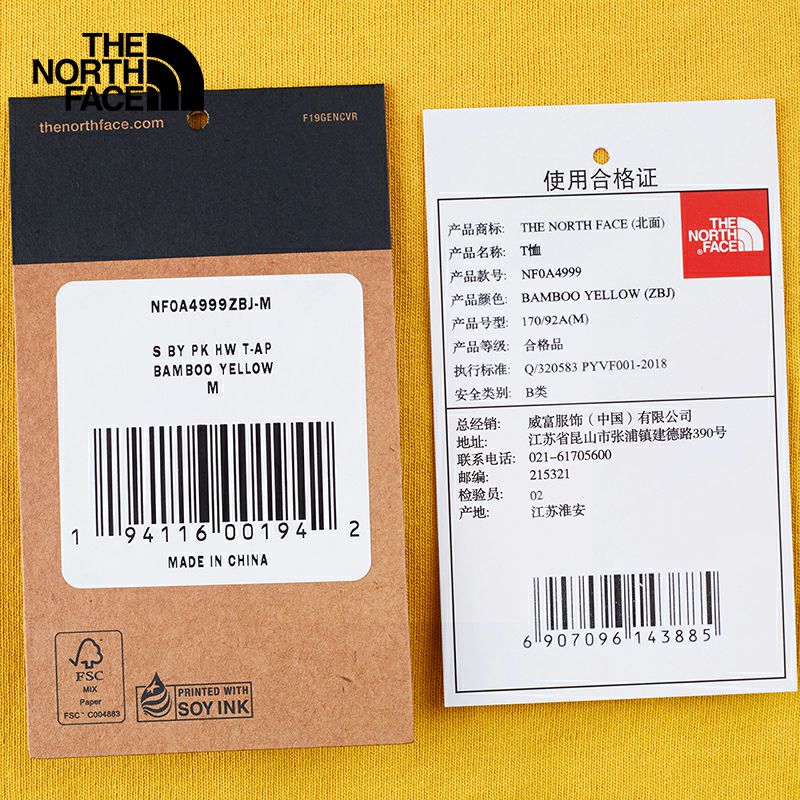 THE
NORTH
FACE
thenorthface.com
F19GENCVR
NF0A4999ZBJ-M
S BY PK HW T-AP
BAMBOO YELLOW
M
1 94116 00194 2
MADE IN CHINA
FSC
MIX
Paper
FSC® C004883
PRINTED WITH
SOY INK
使用合格证
THE
NORTH
FACE
产品商标: THE NORTH FACE (北面)
产品名称: T恤
产品款号: NF0A4999
产品颜色: BAMBOO YELLOW (ZBJ)
产品号型: 170/92A(M)
产品等级: 合格品
执行标准: Q/320583 PYVF001-2018
安全类别: B类
总经销: 威富服饰（中国）有限公司
地址: 江苏省昆山市张浦镇建德路390号
联系电话: 021-61705600
邮编: 215321
检验员: 02
产地: 江苏淮安
6 907096 143885